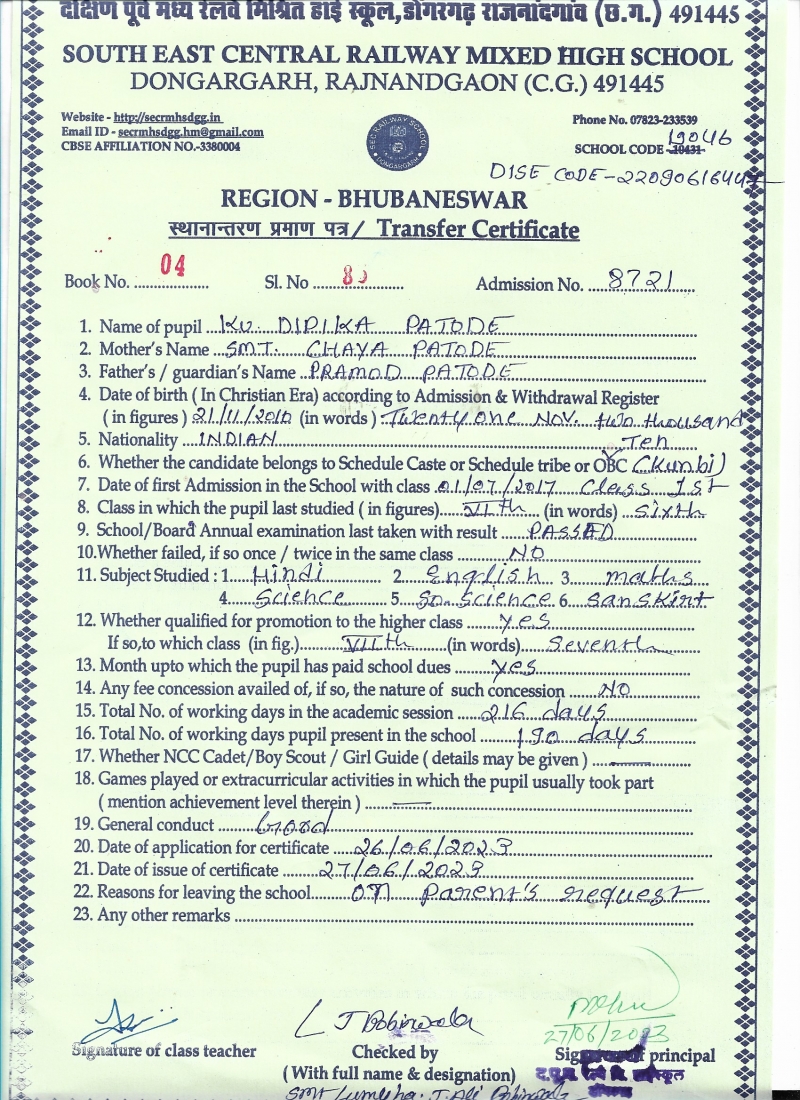 दक्षिण पूर्व मध्य रेलवे मिश्रित हाई स्कूल,डोंगरगढ़ राजनांदगांव (छ.ग.) 491445
SOUTH EAST CENTRAL RAILWAY MIXED HIGH SCHOOL
DONGARGARH, RAJNANDGAON (C.G.) 491445
Website - http://secrmhsdgg.in
Email ID - secrmhsdgg.hm@gmail.com
CBSE AFFILIATION NO.-3380004
SEC RAILWAY SCHOOL
DONGARGARH
Phone No. 07823-233539
19046
SCHOOL CODE -10431-
DISE CODE-2209061644
REGION - BHUBANESWAR
स्थानान्तरण प्रमाण पत्र / Transfer Certificate
Book No. 04 Sl. No Admission No. 8721
1. Name of pupil KU. DIPIKA PATODE
2. Mother's Name SMT. CHAYA PATODE
3. Father's / guardian's Name PRAMOD PATODE
4. Date of birth ( In Christian Era) according to Admission & Withdrawal Register
( in figures ) 21/11/2010 (in words ) Twenty one Nov. two thousand
Ten
5. Nationality INDIAN
6. Whether the candidate belongs to Schedule Caste or Schedule tribe or OBC (Kunbi)
7. Date of first Admission in the School with class 01/07/2017 Class Ist
8. Class in which the pupil last studied ( in figures) VIth (in words) Sixth
9. School/Board Annual examination last taken with result PASSED
10.Whether failed, if so once / twice in the same class NO
11. Subject Studied : 1 Hindi 2 English 3 maths
4 Science 5 So. Science 6 Sanskirt
12. Whether qualified for promotion to the higher class yes
If so,to which class (in fig.) VIIth (in words) Seventh
13. Month upto which the pupil has paid school dues yes
14. Any fee concession availed of, if so, the nature of such concession NO
15. Total No. of working days in the academic session 216 days
16. Total No. of working days pupil present in the school 190 days
17. Whether NCC Cadet/Boy Scout / Girl Guide ( details may be given )
18. Games played or extracurricular activities in which the pupil usually took part
( mention achievement level therein )
19. General conduct Good
20. Date of application for certificate 26/06/2023
21. Date of issue of certificate 27/06/2023
22. Reasons for leaving the school on Parent's request
23. Any other remarks
27/06/2023
Signature of class teacher Checked by principal
(With full name & designation)